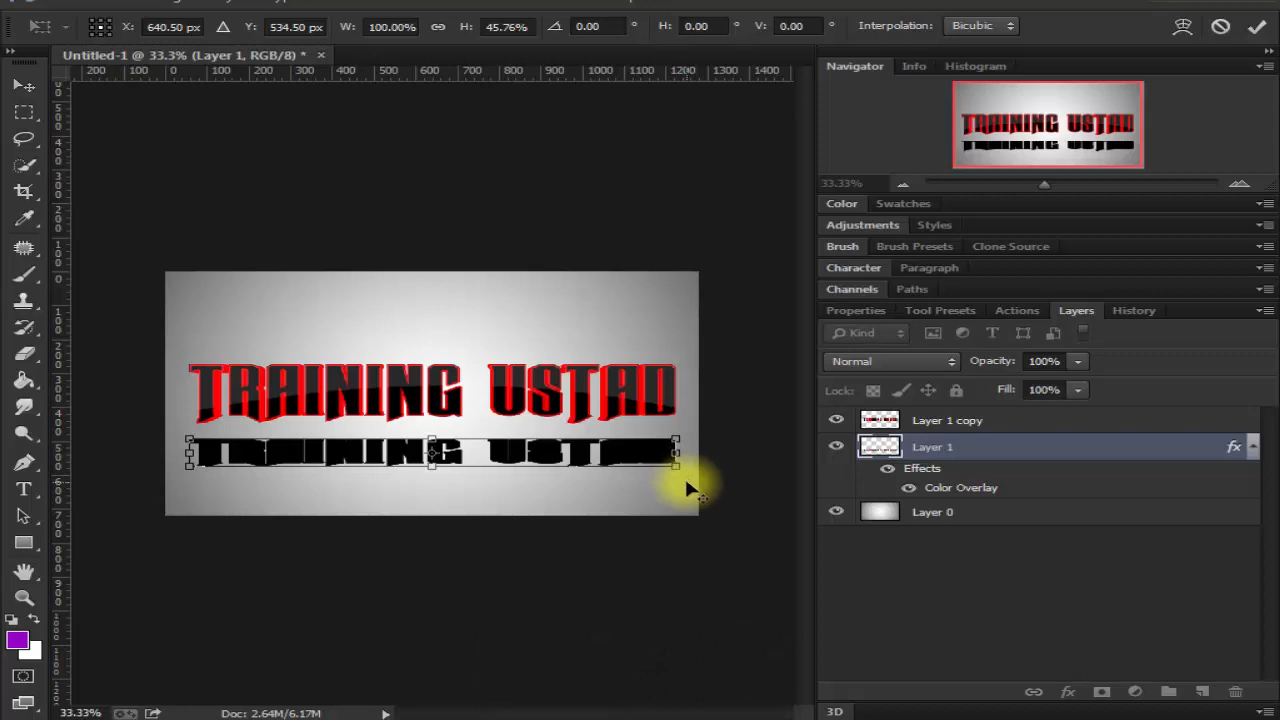 X: 640.50 px Y: 534.50 px W: 100.00% H: 45.76% 0.00 ° H: 0.00 ° V: 0.00 ° Interpolation: Bicubic
Untitled-1 @ 33.3% (Layer 1, RGB/8) * ×
200 100 0 100 200 300 400 500 600 700 800 900 1000 1100 1200 1300 1400
Navigator Info Histogram
TRAINING USTAD
TRAINING USTAD
33.33%
Color Swatches
Adjustments Styles
Brush Brush Presets Clone Source
Character Paragraph
Channels Paths
Properties Tool Presets Actions Layers History
Kind
Normal Opacity: 100%
Lock: Fill: 100%
TRAINING USTAD
TRAINING USTAD
Layer 1 copy
Layer 1 fx
Effects
Color Overlay
Layer 0
fx
33.33% Doc: 2.64M/6.17M
3D